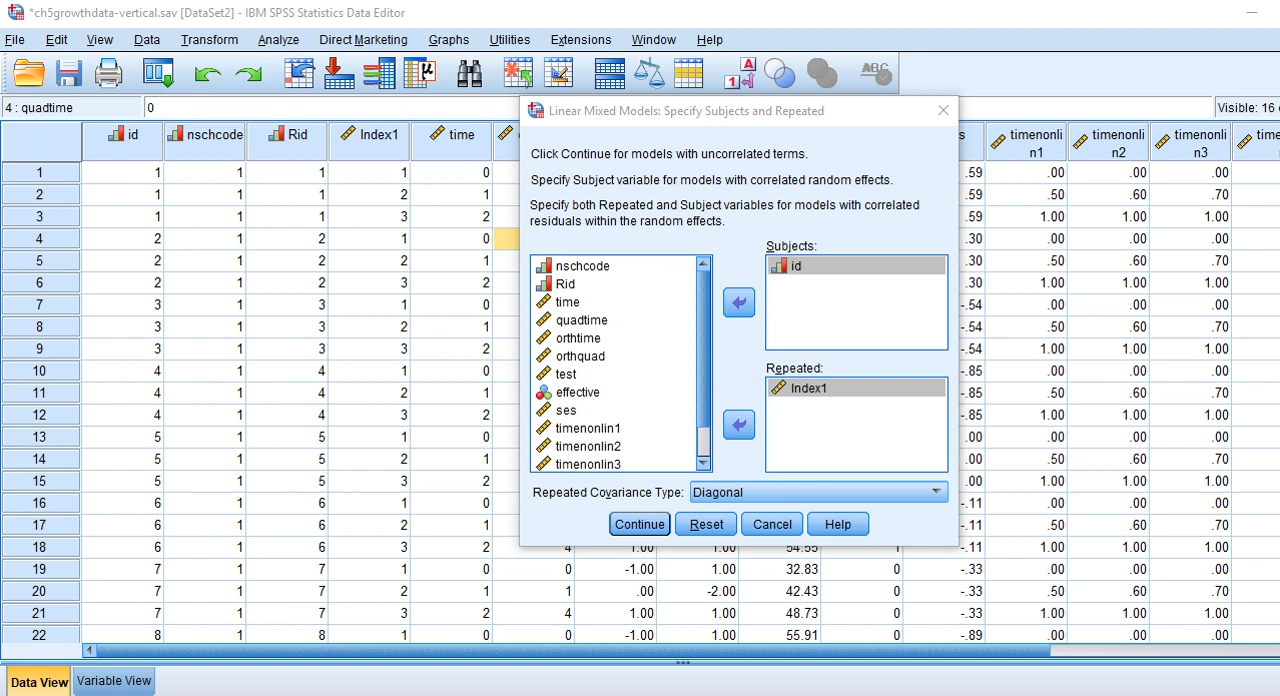 *ch5growthdata-vertical.sav [DataSet2] - IBM SPSS Statistics Data Editor
File Edit View Data Transform Analyze Direct Marketing Graphs Utilities Extensions Window Help
4 : quadtime 0 Visible: 16
id nschcode Rid Index1 time s timenonli n1 timenonli n2 timenonli n3
1 1 1 1 1 0 .59 .00 .00 .00
2 1 1 1 2 1 .59 .50 .60 .70
3 1 1 1 3 2 .59 1.00 1.00 1.00
4 2 1 2 1 0 .30 .00 .00 .00
5 2 1 2 2 1 .30 .50 .60 .70
6 2 1 2 3 2 .30 1.00 1.00 1.00
7 3 1 3 1 0 -.54 .00 .00 .00
8 3 1 3 2 1 -.54 .50 .60 .70
9 3 1 3 3 2 -.54 1.00 1.00 1.00
10 4 1 4 1 0 -.85 .00 .00 .00
11 4 1 4 2 1 -.85 .50 .60 .70
12 4 1 4 3 2 -.85 1.00 1.00 1.00
13 5 1 5 1 0 .00 .00 .00 .00
14 5 1 5 2 1 .00 .50 .60 .70
15 5 1 5 3 2 .00 1.00 1.00 1.00
16 6 1 6 1 0 -.11 .00 .00 .00
17 6 1 6 2 1 -.11 .50 .60 .70
18 6 1 6 3 2 4 1.00 1.00 54.55 1 -.11 1.00 1.00 1.00
19 7 1 7 1 0 0 -1.00 1.00 32.83 0 -.33 .00 .00 .00
20 7 1 7 2 1 1 .00 -2.00 42.43 0 -.33 .50 .60 .70
21 7 1 7 3 2 4 1.00 1.00 48.73 0 -.33 1.00 1.00 1.00
22 8 1 8 1 0 0 -1.00 1.00 55.91 0 -.89 .00 .00 .00
Data View Variable View
Linear Mixed Models: Specify Subjects and Repeated
Click Continue for models with uncorrelated terms.
Specify Subject variable for models with correlated random effects.
Specify both Repeated and Subject variables for models with correlated
residuals within the random effects.
nschcode
Rid
time
quadtime
orthtime
orthquad
test
effective
ses
timenonlin1
timenonlin2
timenonlin3
Subjects:
id
Repeated:
Index1
Repeated Covariance Type: Diagonal
Continue Reset Cancel Help